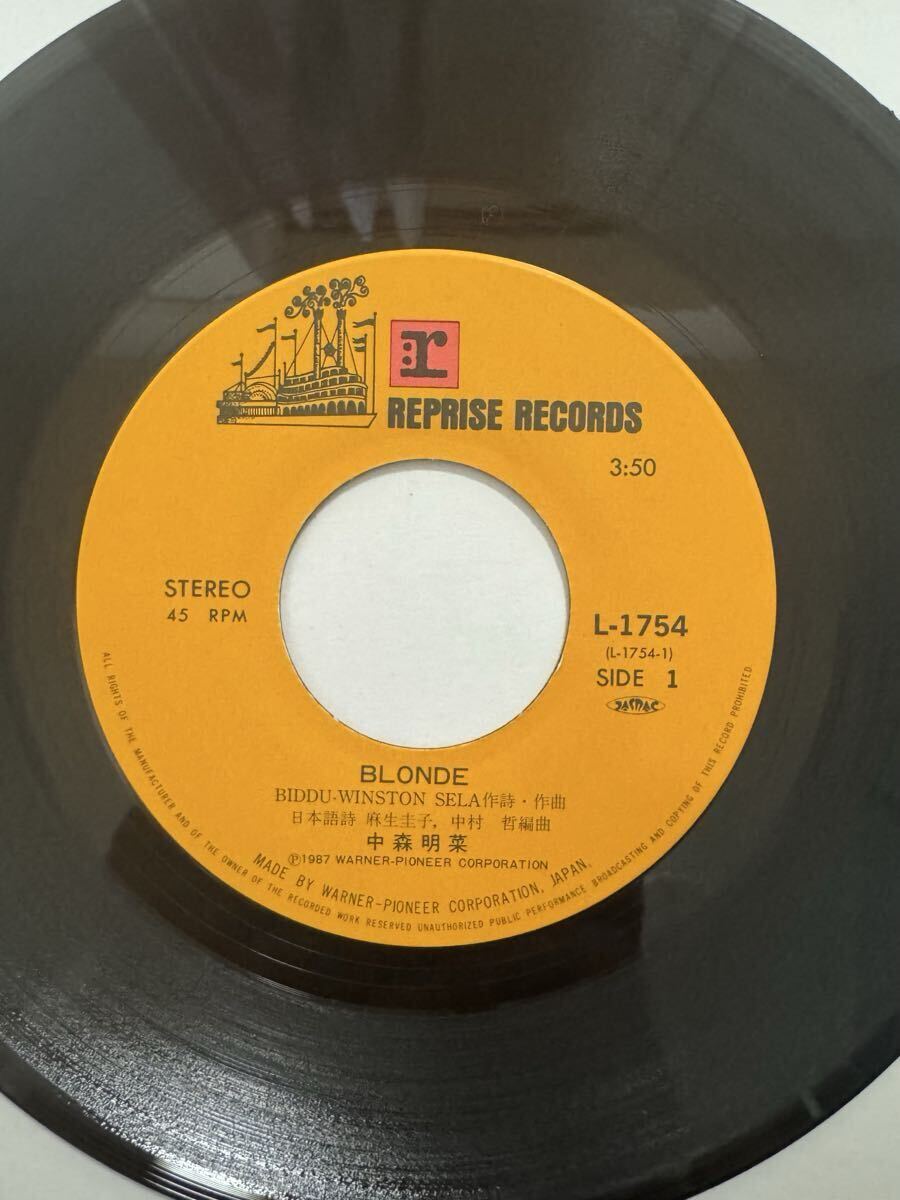 r
REPRISE RECORDS
3:50
STEREO
45 RPM
L-1754
(L-1754-1)
SIDE 1
JASRAC
BLONDE
BIDDU-WINSTON SELA作詩・作曲
日本語詩 麻生圭子, 中村 哲編曲
中森明菜
Ⓟ1987 WARNER-PIONEER CORPORATION
MADE BY WARNER-PIONEER CORPORATION, JAPAN.
ALL RIGHTS OF THE MANUFACTURER AND OF THE OWNER OF THE RECORDED WORK RESERVED UNAUTHORIZED PUBLIC PERFORMANCE BROADCASTING AND COPYING OF THIS RECORD PROHIBITED